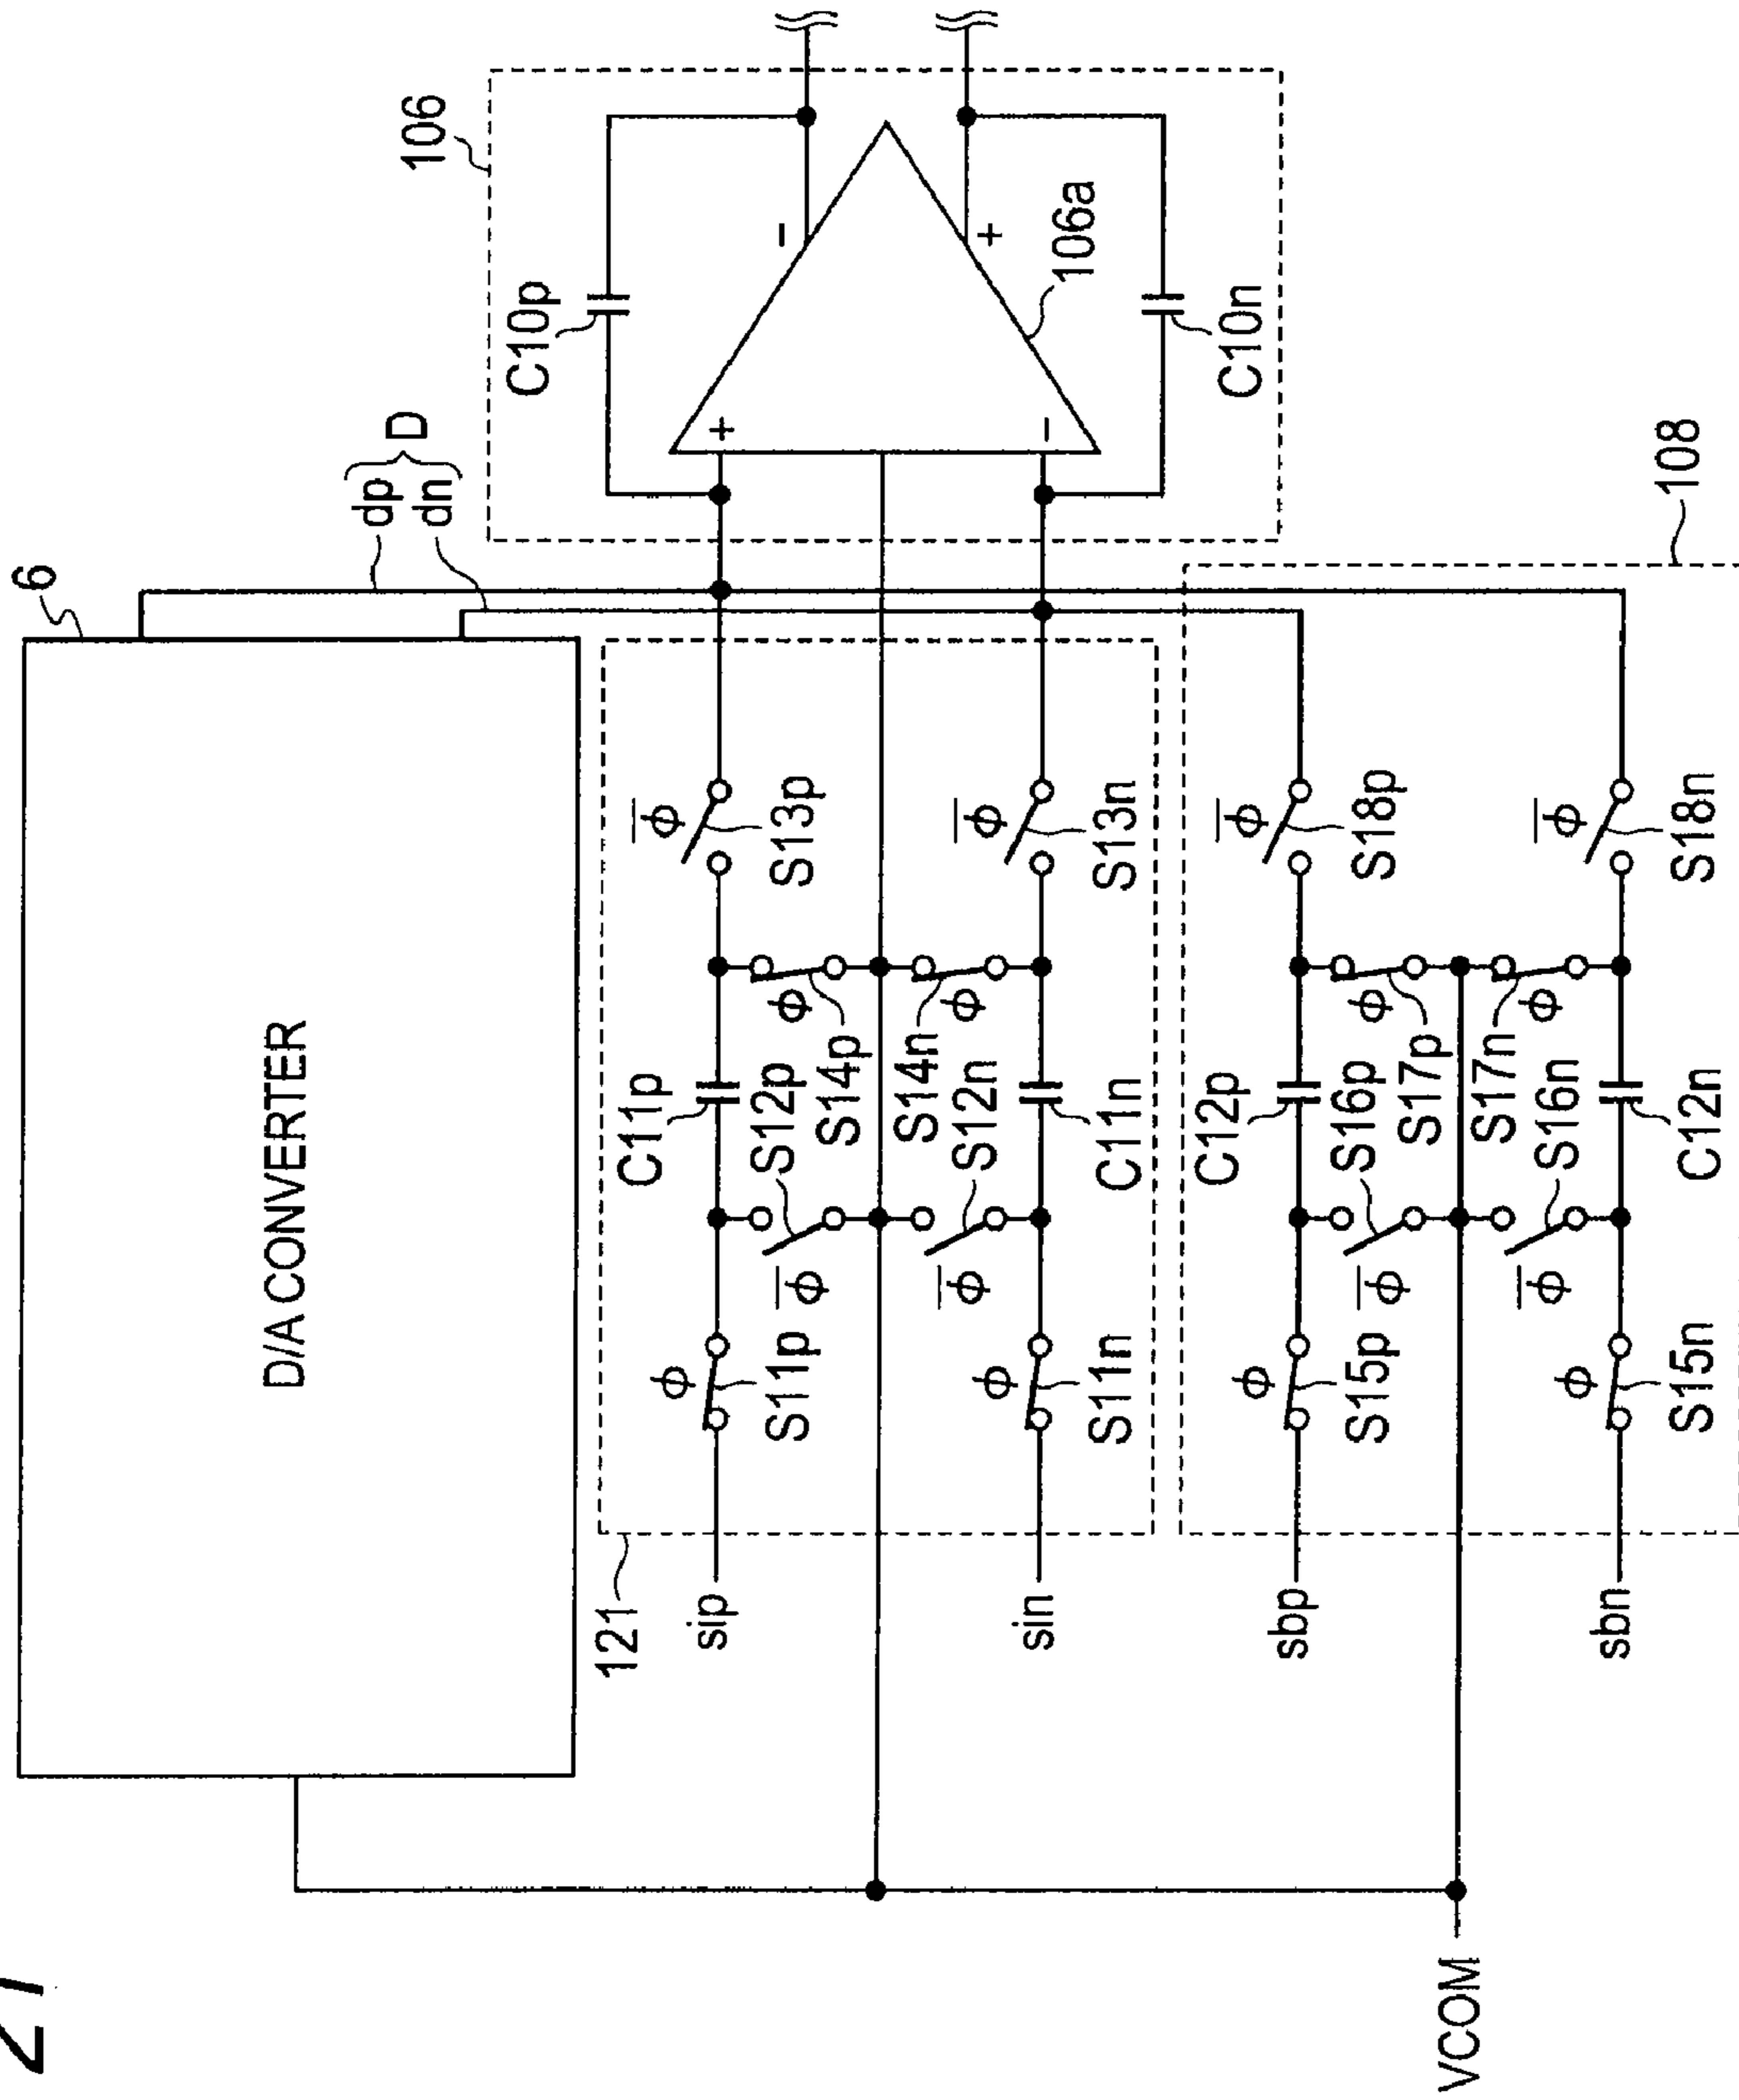 21
6
D/A CONVERTER
dp
dn
D
106
C10p
+
−
−
+
106a
C10n
121
sip
sin
Φ
S11p
C11p
S12p
Φ̅
S14p
Φ
Φ̅
S13p
S14n
Φ
S12n
Φ̅
Φ
S11n
C11n
Φ̅
S13n
108
sbp
sbn
Φ
S15p
C12p
S16p
Φ̅
S17p
Φ
Φ̅
S18p
S17n
Φ
S16n
Φ̅
Φ
S15n
C12n
Φ̅
S18n
VCOM